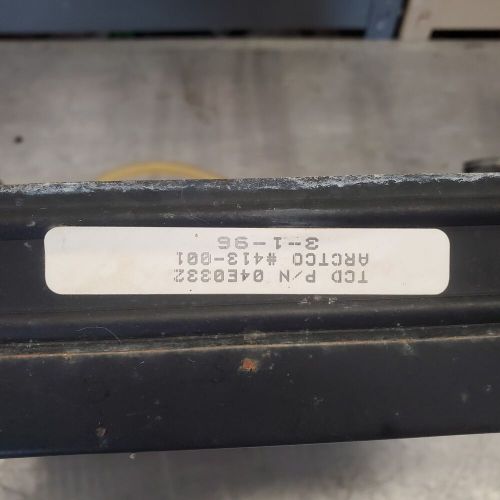 TCD P/N 04E0332
ARCTCO #413-001
3-1-96